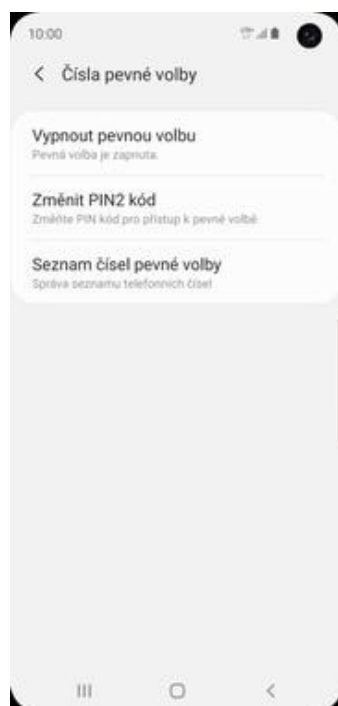 10:00
Čísla pevné volby
Vypnout pevnou volbu
Pevná volba je zapnuta.
Změnit PIN2 kód
Změňte PIN kód pro přístup k pevné volbě
Seznam čísel pevné volby
Správa seznamu telefonních čísel